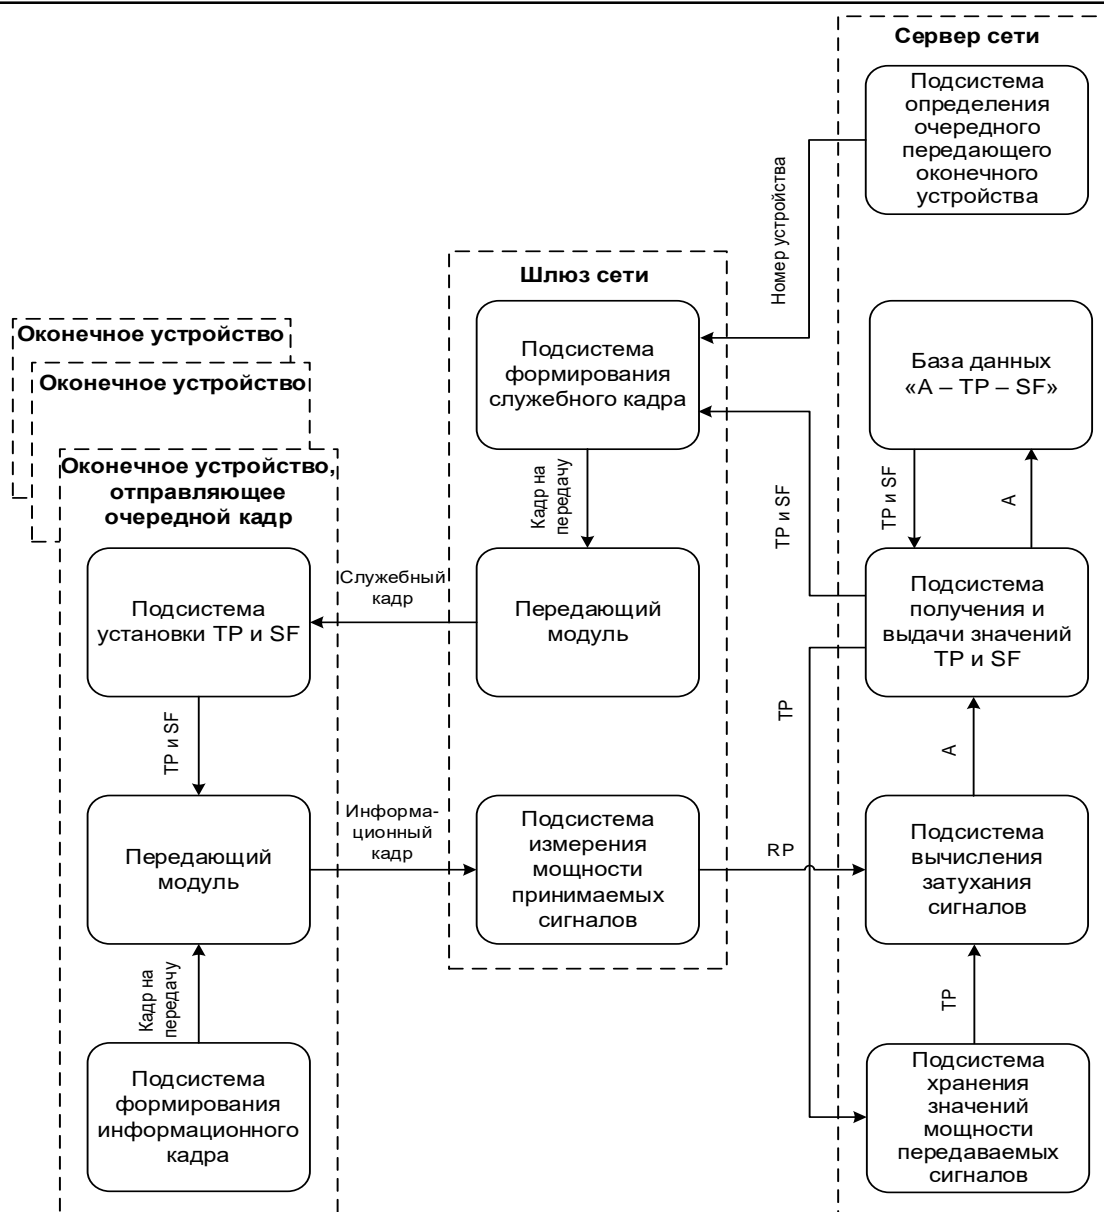 Сервер сети
Подсистема
определения
очередного
передающего
оконечного
устройства
Номер устройства
Шлюз сети
Подсистема
формирования
служебного кадра
База данных
«A – TP – SF»
Оконечное устройство
Оконечное устройство
Оконечное устройство,
отправляющее
очередной кадр
Кадр на
передачу
TP и SF
TP и SF
A
Подсистема
установки TP и SF
Служебный
кадр
Передающий
модуль
Подсистема
получения и
выдачи значений
TP и SF
TP и SF
TP
A
Передающий
модуль
Информа-
ционный
кадр
Подсистема
измерения
мощности
принимаемых
сигналов
RP
Подсистема
вычисления
затухания
сигналов
Кадр на
передачу
TP
Подсистема
формирования
информационного
кадра
Подсистема
хранения
значений
мощности
передаваемых
сигналов